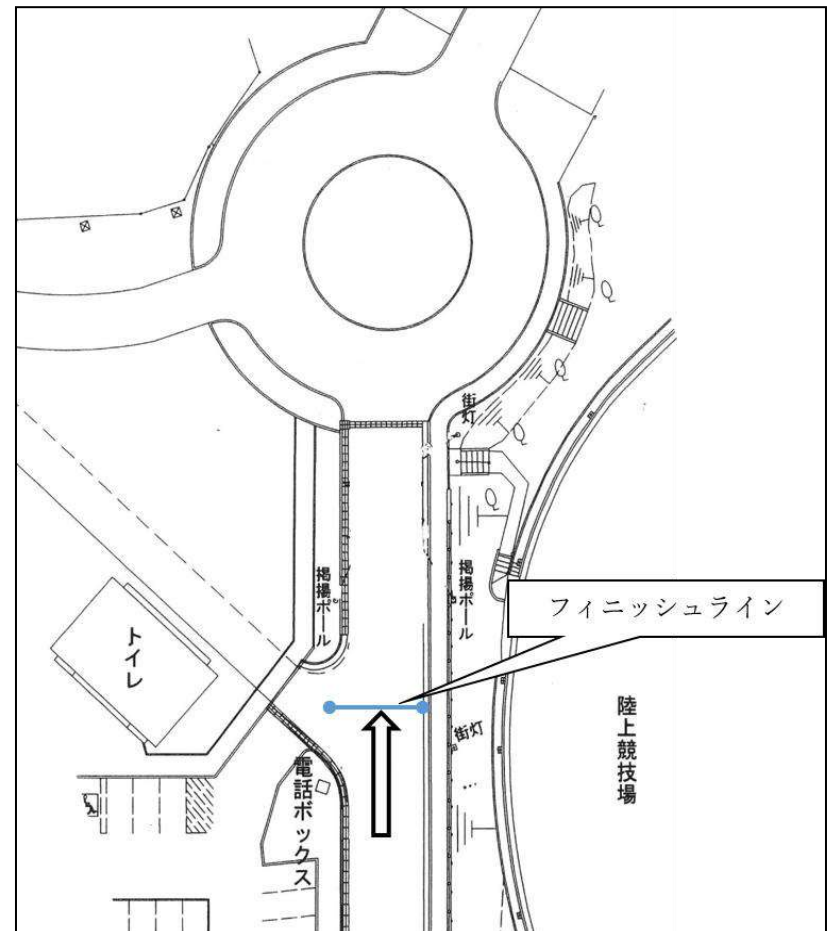 街灯
掲揚ポール
掲揚ポール
フィニッシュライン
トイレ
陸上競技場
街灯
電話ボックス